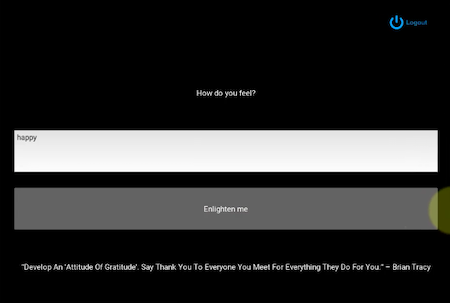 Logout
How do you feel?
happy
Enlighten me
"Develop An 'Attitude Of Gratitude'. Say Thank You To Everyone You Meet For Everything They Do For You." – Brian Tracy